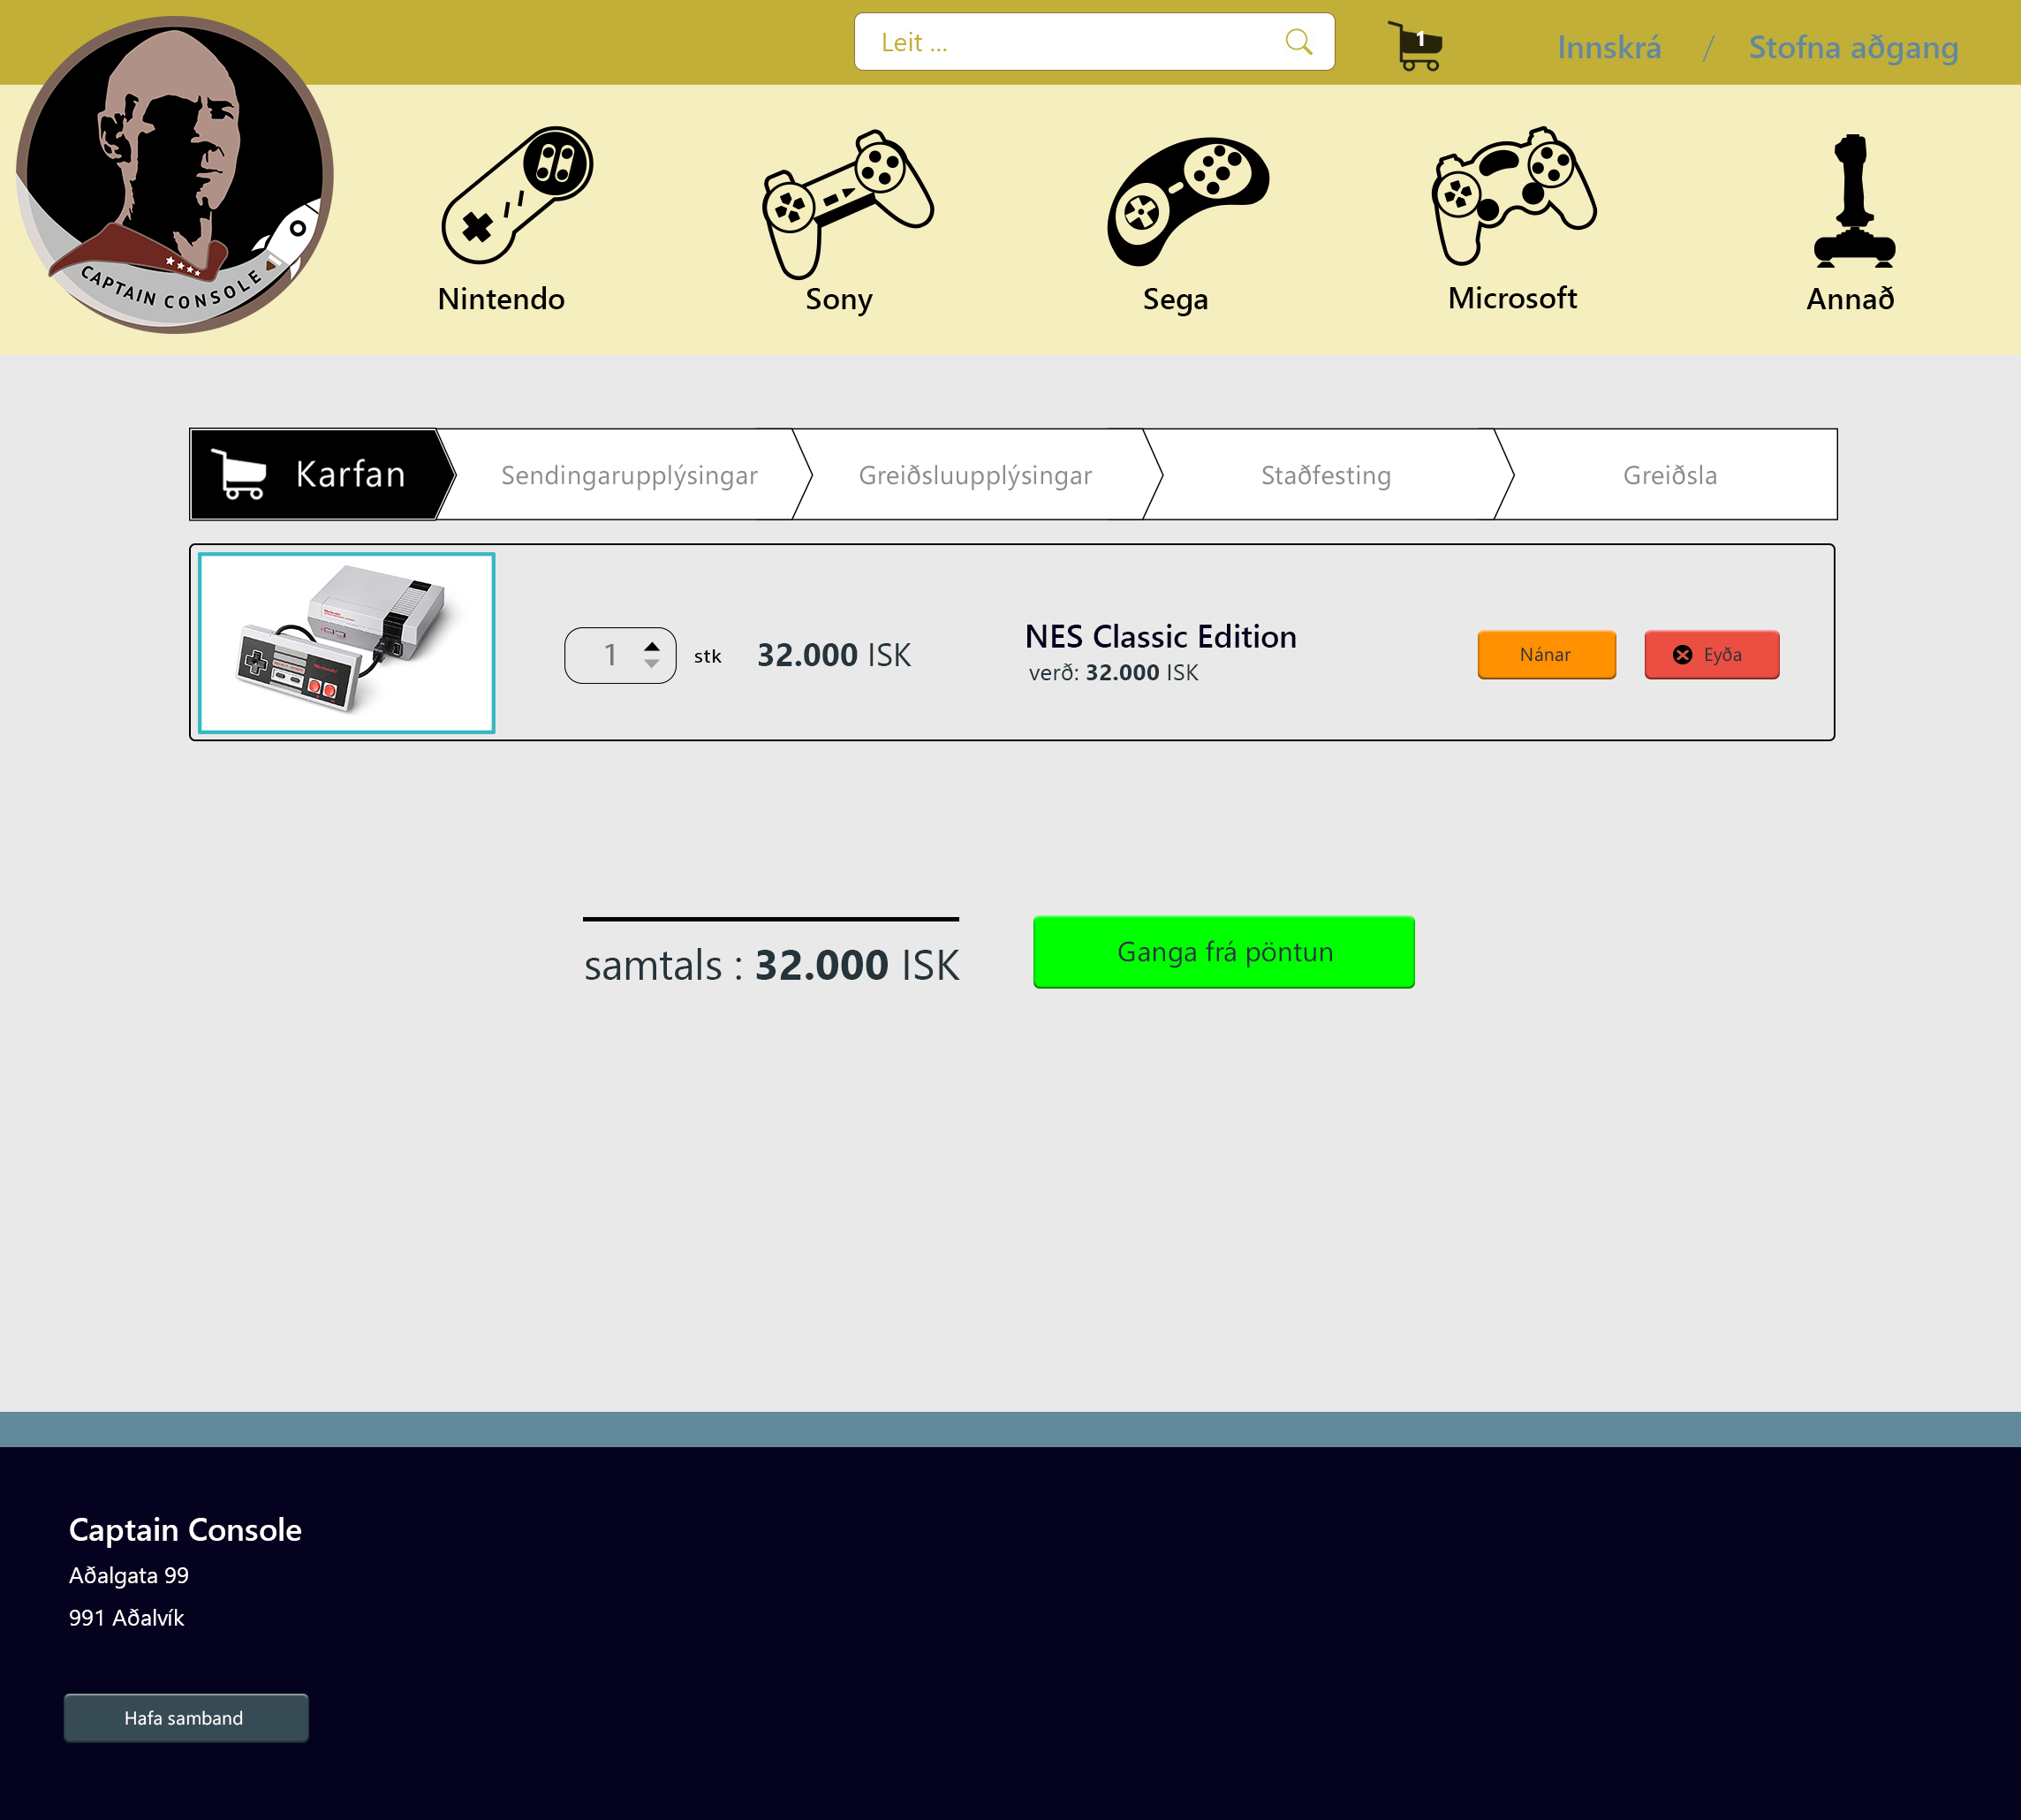 Leit ...
1
Innskrá / Stofna aðgang
CAPTAIN CONSOLE
Nintendo
Sony
Sega
Microsoft
Annað
Karfan
Sendingarupplýsingar
Greiðsluupplýsingar
Staðfesting
Greiðsla
1 stk
32.000 ISK
NES Classic Edition
verð: 32.000 ISK
Nánar
Eyða
samtals : 32.000 ISK
Ganga frá pöntun
Captain Console
Aðalgata 99
991 Aðalvík
Hafa samband